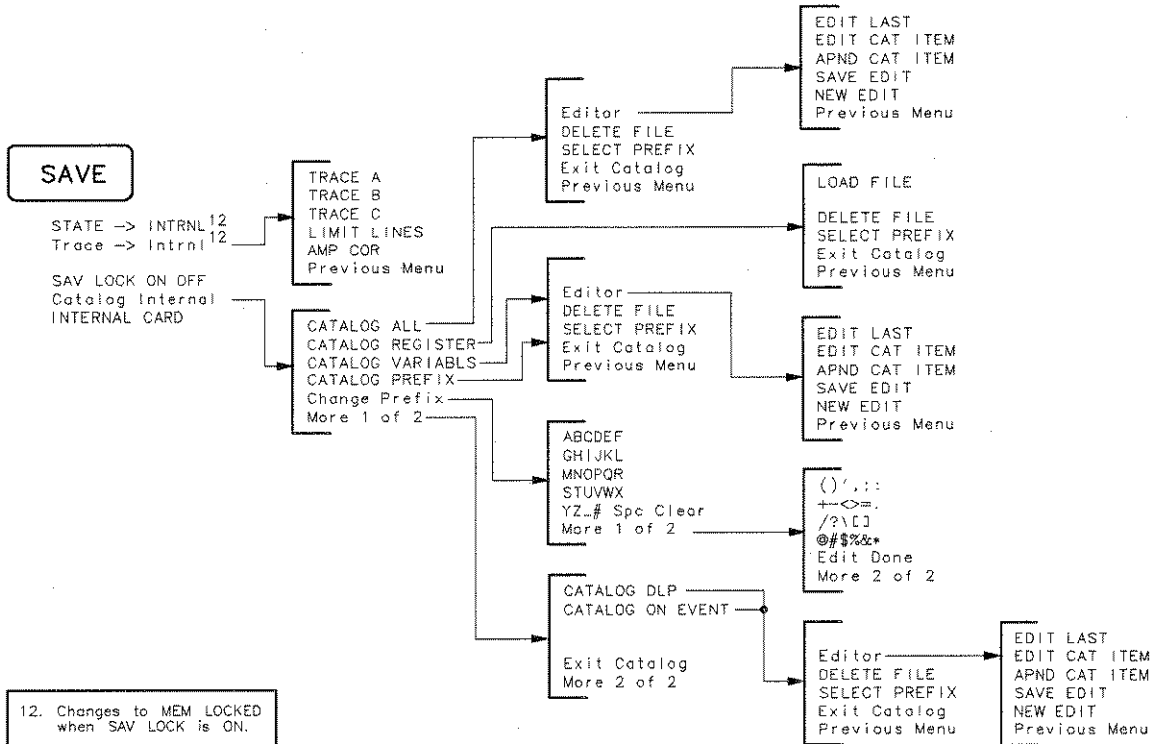 SAVE
STATE -> INTRNL12
Trace -> Intrnl12
SAV LOCK ON OFF
Catalog Internal
INTERNAL CARD
TRACE A
TRACE B
TRACE C
LIMIT LINES
AMP COR
Previous Menu
CATALOG ALL
CATALOG REGISTER
CATALOG VARIABLS
CATALOG PREFIX
Change Prefix
More 1 of 2
Editor
DELETE FILE
SELECT PREFIX
Exit Catalog
Previous Menu
EDIT LAST
EDIT CAT ITEM
APND CAT ITEM
SAVE EDIT
NEW EDIT
Previous Menu
LOAD FILE
DELETE FILE
SELECT PREFIX
Exit Catalog
Previous Menu
Editor
DELETE FILE
SELECT PREFIX
Exit Catalog
Previous Menu
EDIT LAST
EDIT CAT ITEM
APND CAT ITEM
SAVE EDIT
NEW EDIT
Previous Menu
ABCDEF
GHIJKL
MNOPQR
STUVWX
YZ_# Spc Clear
More 1 of 2
()',:;
+-<>=.
/?\[]
@#$%&*
Edit Done
More 2 of 2
CATALOG DLP
CATALOG ON EVENT
Exit Catalog
More 2 of 2
Editor
DELETE FILE
SELECT PREFIX
Exit Catalog
Previous Menu
EDIT LAST
EDIT CAT ITEM
APND CAT ITEM
SAVE EDIT
NEW EDIT
Previous Menu
12. Changes to MEM LOCKED
when SAV LOCK is ON.